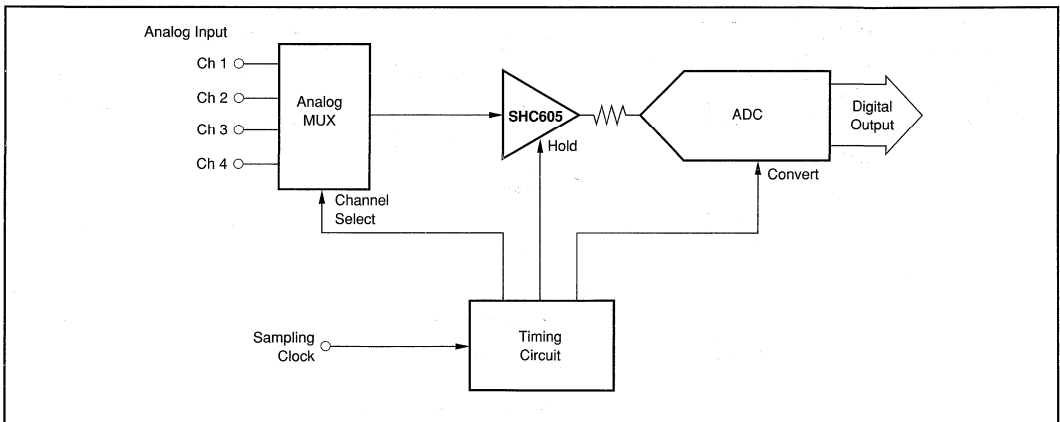 Analog Input
Ch 1
Ch 2
Ch 3
Ch 4
Analog
MUX
SHC605
ADC
Digital
Output
Hold
Convert
Channel
Select
Sampling
Clock
Timing
Circuit